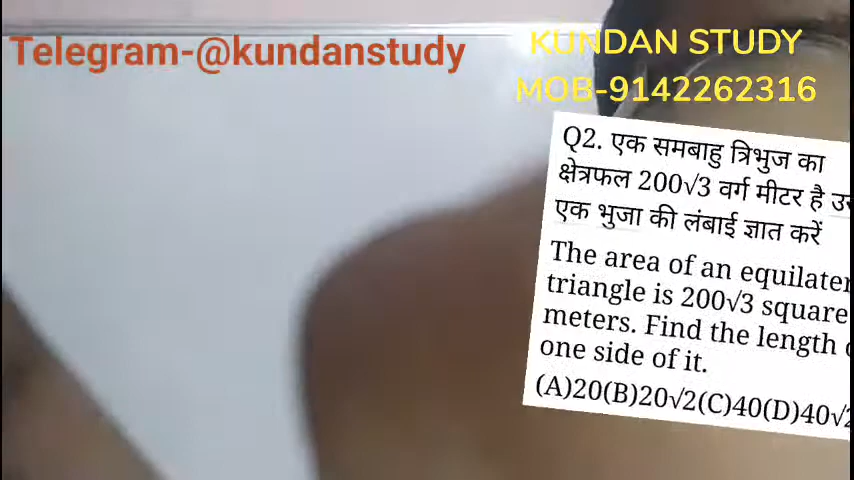 Telegram-@kundanstudy
KUNDAN STUDY
MOB-9142262316
Q2. एक समबाहु त्रिभुज का
क्षेत्रफल 200√3 वर्ग मीटर है
एक भुजा की लंबाई ज्ञात करें
The area of an
triangle is 200√3 square
meters. Find the length
one side of it.
(A)20(B)20√2(C)40(D)40√2